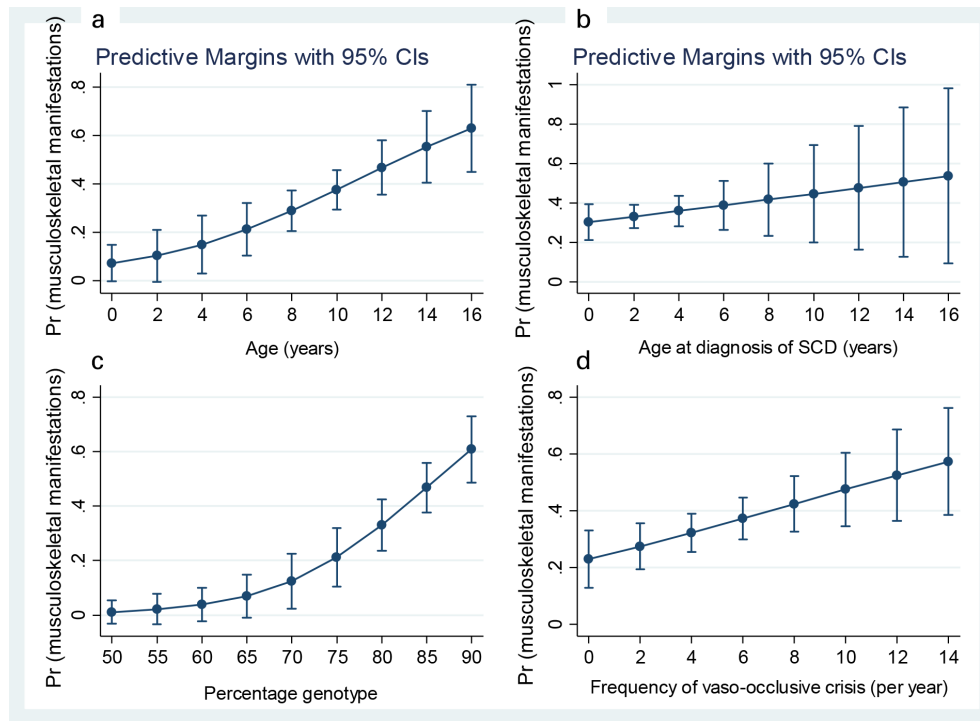 a
Predictive Margins with 95% CIs
Pr (musculoskeletal manifestations)
.8
.6
.4
.2
0
0 2 4 6 8 10 12 14 16
Age (years)
b
Predictive Margins with 95% CIs
Pr (musculoskeletal manifestations)
1
.8
.6
.4
.2
0
0 2 4 6 8 10 12 14 16
Age at diagnosis of SCD (years)
c
Pr (musculoskeletal manifestations)
.8
.6
.4
.2
0
50 55 60 65 70 75 80 85 90
Percentage genotype
d
Pr (musculoskeletal manifestations)
.8
.6
.4
.2
0
0 2 4 6 8 10 12 14
Frequency of vaso-occlusive crisis (per year)